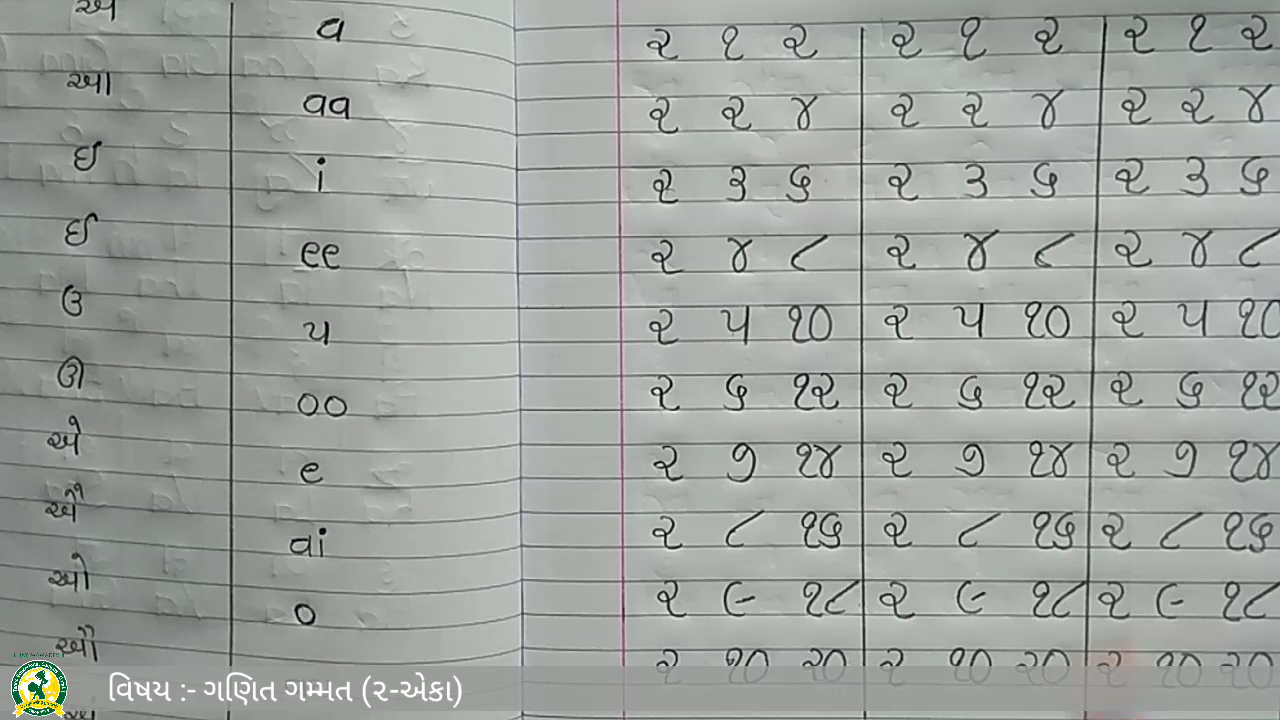 અ a
આ aa
ઇ i
ઈ ee
ઉ u
ઊ oo
એ e
ઐ ai
ઓ o
ઔ
૨ ૧ ૨ ૨ ૧ ૨ ૨ ૧ ૨
૨ ૨ ૪ ૨ ૨ ૪ ૨ ૨ ૪
૨ ૩ ૬ ૨ ૩ ૬ ૨ ૩ ૬
૨ ૪ ૮ ૨ ૪ ૮ ૨ ૪ ૮
૨ ૫ ૧૦ ૨ ૫ ૧૦ ૨ ૫ ૧૦
૨ ૬ ૧૨ ૨ ૬ ૧૨ ૨ ૬ ૧૨
૨ ૭ ૧૪ ૨ ૭ ૧૪ ૨ ૭ ૧૪
૨ ૮ ૧૬ ૨ ૮ ૧૬ ૨ ૮ ૧૬
૨ ૯ ૧૮ ૨ ૯ ૧૮ ૨ ૯ ૧૮
૨ ૧૦ ૨૦ ૨ ૧૦ ૨૦ ૨ ૧૦ ૨૦
વિષય :- ગણિત ગમ્મત (૨-એકા)